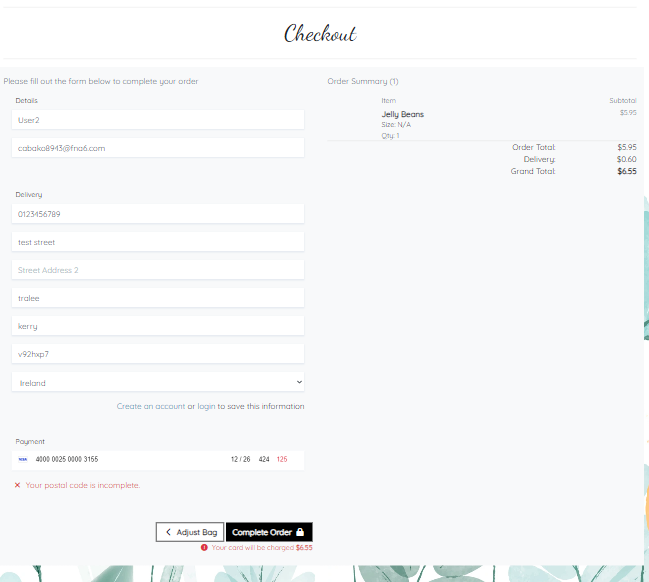 Checkout
Please fill out the form below to complete your order
Details
User2
cabako8943@fna6.com
Delivery
0123456789
test street
Street Address 2
tralee
kerry
v92hxp7
Ireland
Create an account or login to save this information
Payment
VISA 4000 0025 0000 3155 12 / 26 424 125
Your postal code is incomplete.
Adjust Bag Complete Order
Your card will be charged $6.55
Order Summary (1)
Item Subtotal
Jelly Beans $5.95
Size: N/A
Qty: 1
Order Total: $5.95
Delivery: $0.60
Grand Total: $6.55